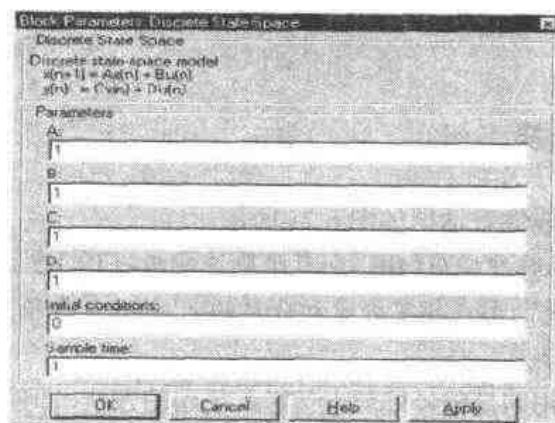 Block Parameters: Discrete State Space
Discrete State Space
Discrete state-space model
x(n+1) = Ax(n) + Bu(n)
y(n) = Cx(n) + Du(n)
Parameters
A:
1
B:
1
C:
1
D:
1
Initial conditions:
0
Sample time:
1
OK
Cancel
Help
Apply